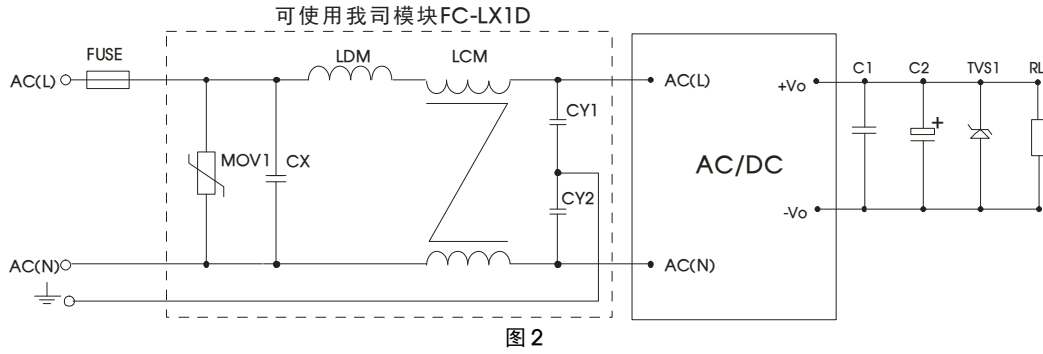 可使用我司模块FC-LX1D
FUSE
LDM
LCM
AC(L)
AC(L)
+Vo
C1
C2
TVS1
RL
CY1
+
MOV1
CX
AC/DC
CY2
-Vo
AC(N)
AC(N)
图2